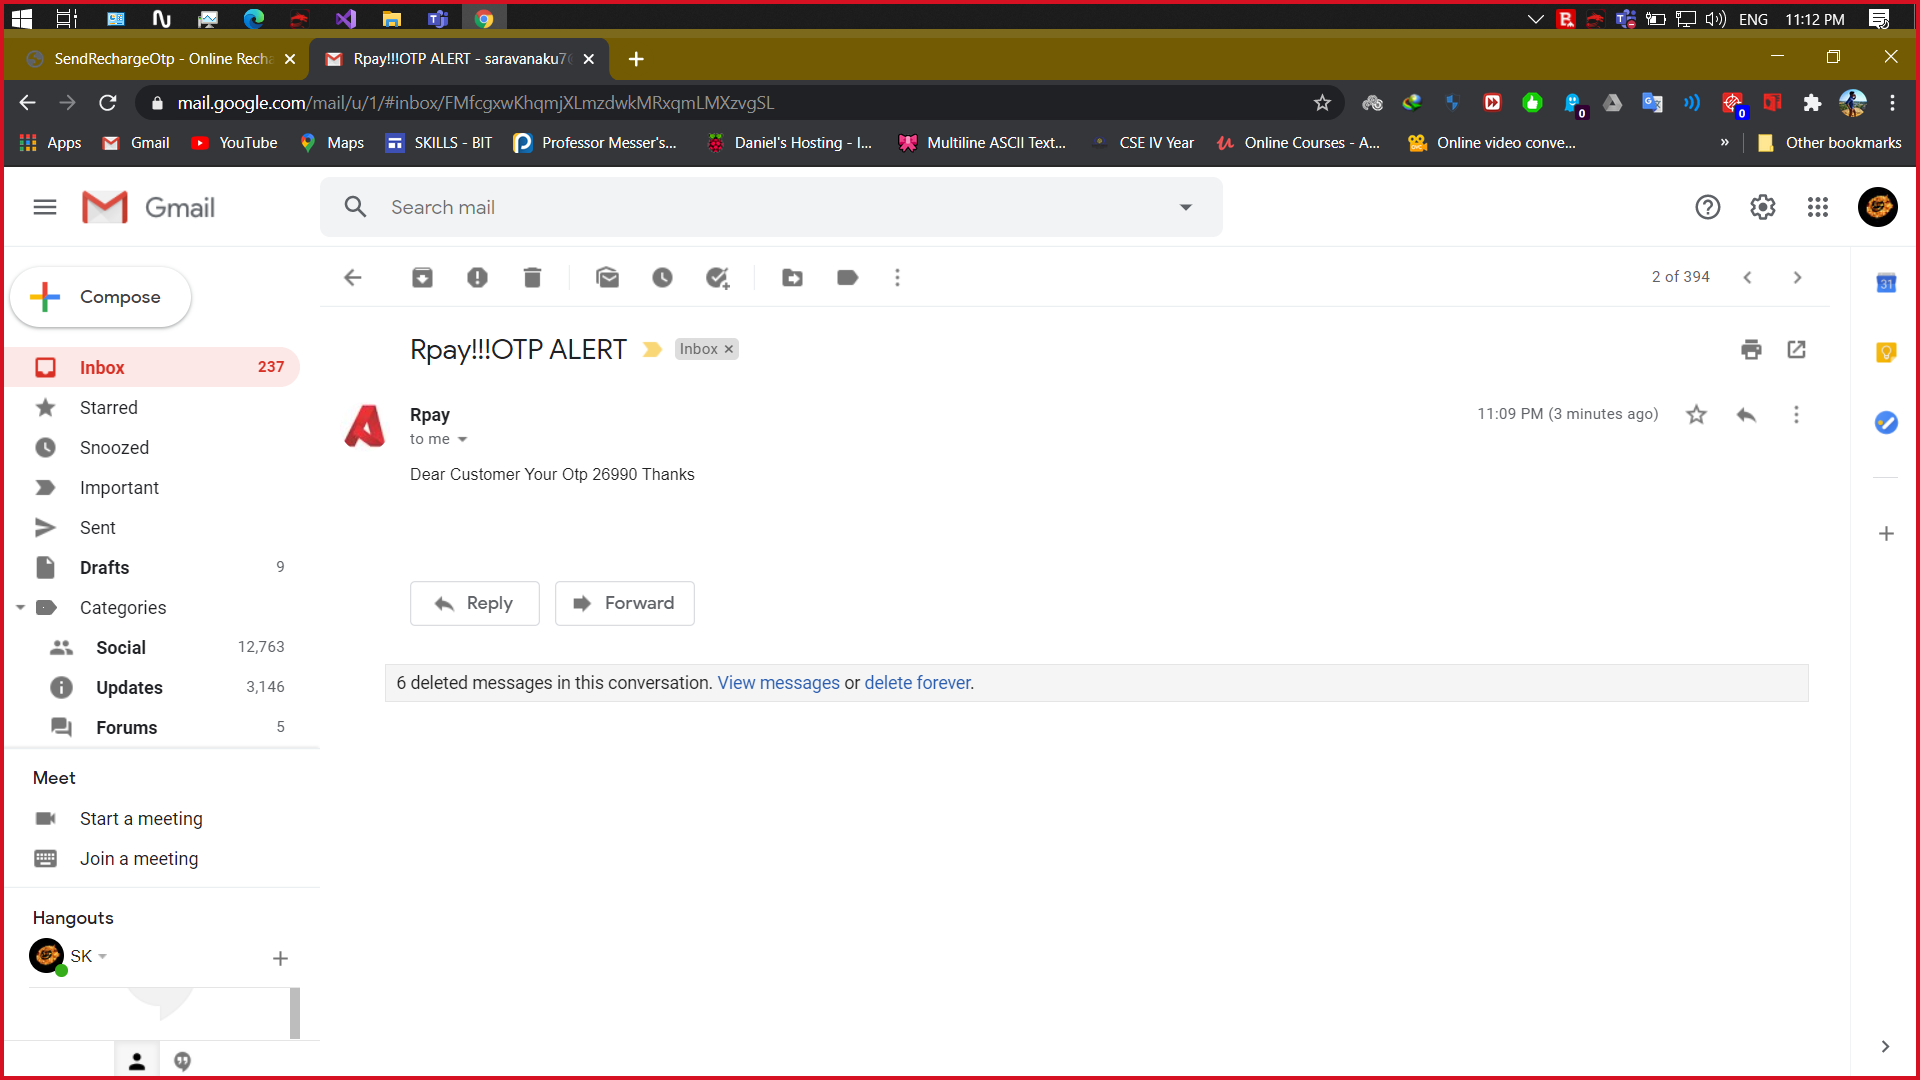 ENG 11:12 PM
SendRechargeOtp - Online Recha
Rpay!!!OTP ALERT - saravanaku7
mail.google.com/mail/u/1/#inbox/FMfcgxwKhqmjXLmzdwkMRxqmLMXzvgSL
0 0
Apps Gmail YouTube Maps SKILLS - BIT Professor Messer's... Daniel's Hosting - I... Multiline ASCII Text... CSE IV Year Online Courses - A... Online video conve... » Other bookmarks
Gmail
Search mail
Compose
2 of 394
31
Rpay!!!OTP ALERT Inbox ×
Inbox 237
Starred
Rpay
11:09 PM (3 minutes ago)
to me
Snoozed
Dear Customer Your Otp 26990 Thanks
Important
Sent
Drafts 9
Categories
Reply Forward
Social 12,763
Updates 3,146
6 deleted messages in this conversation. View messages or delete forever.
Forums 5
Meet
Start a meeting
Join a meeting
Hangouts
SK